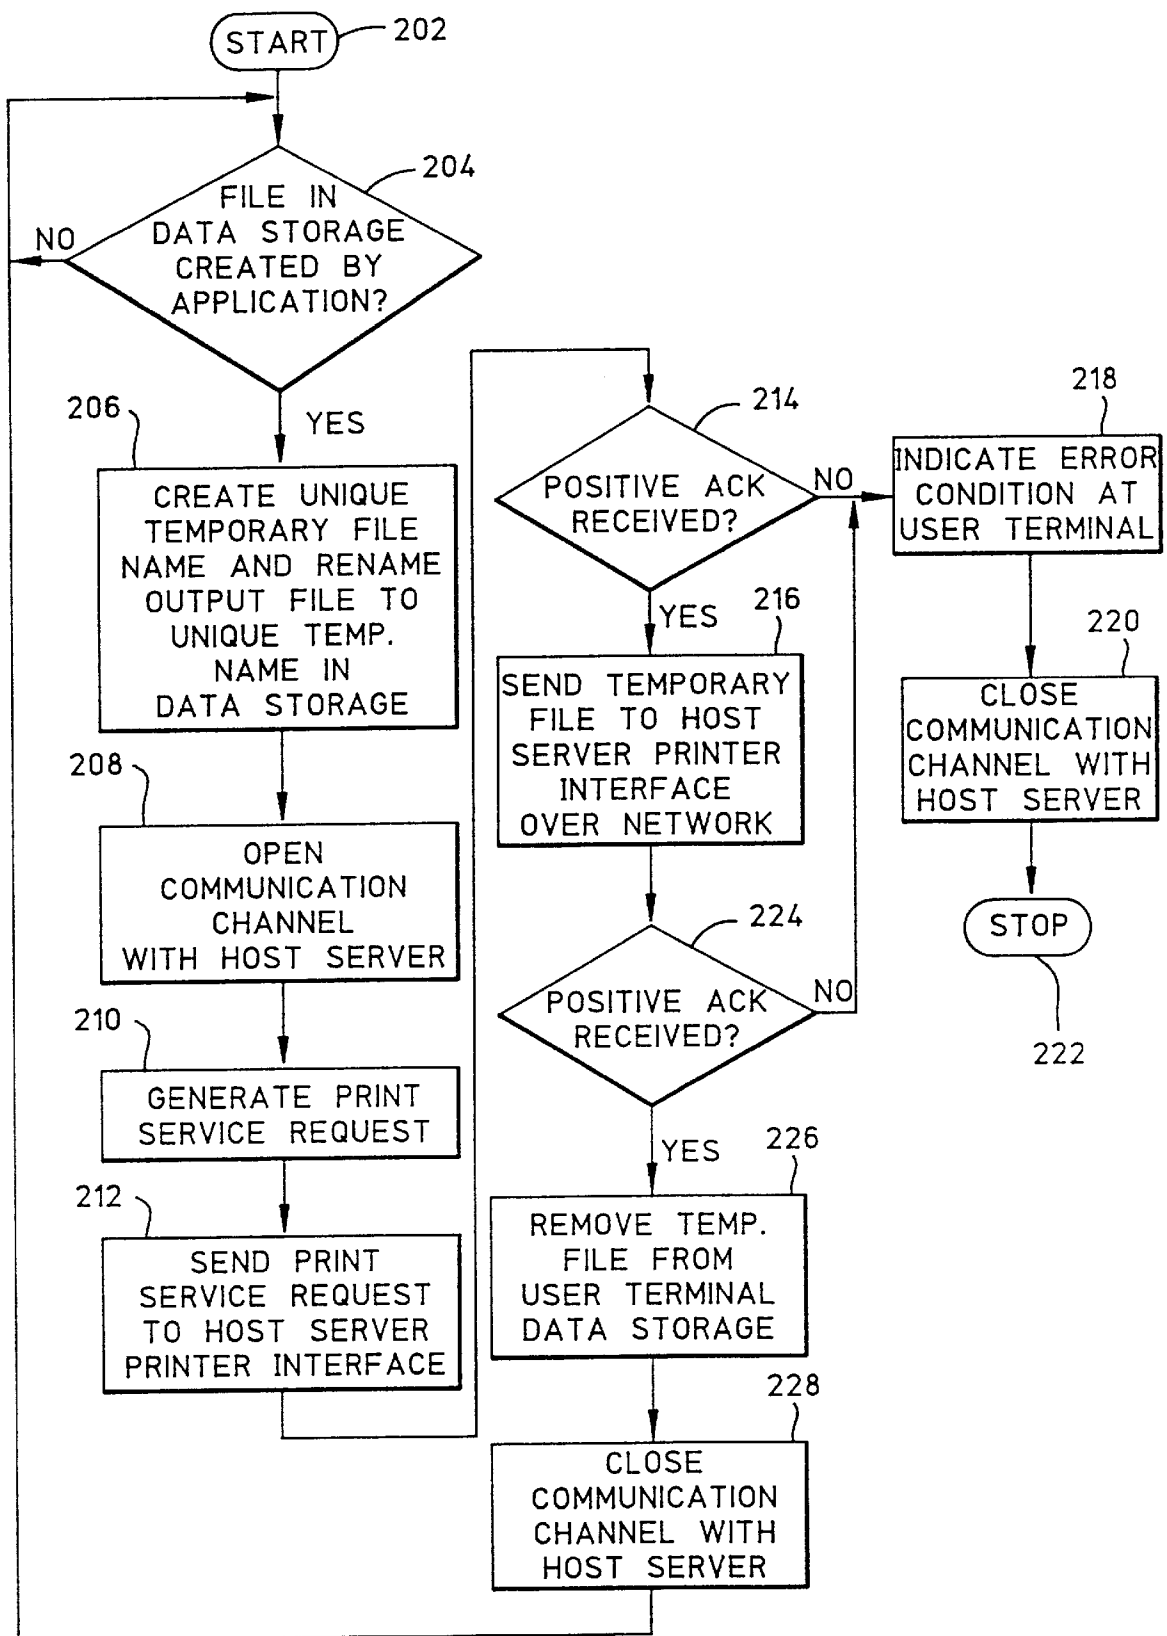 START
202
204
FILE IN
DATA STORAGE
CREATED BY
APPLICATION?
NO
YES
206
CREATE UNIQUE
TEMPORARY FILE
NAME AND RENAME
OUTPUT FILE TO
UNIQUE TEMP.
NAME IN
DATA STORAGE
208
OPEN
COMMUNICATION
CHANNEL
WITH HOST SERVER
210
GENERATE PRINT
SERVICE REQUEST
212
SEND PRINT
SERVICE REQUEST
TO HOST SERVER
PRINTER INTERFACE
214
POSITIVE ACK
RECEIVED?
NO
YES
216
SEND TEMPORARY
FILE TO HOST
SERVER PRINTER
INTERFACE
OVER NETWORK
224
POSITIVE ACK
RECEIVED?
NO
YES
226
REMOVE TEMP.
FILE FROM
USER TERMINAL
DATA STORAGE
228
CLOSE
COMMUNICATION
CHANNEL WITH
HOST SERVER
218
INDICATE ERROR
CONDITION AT
USER TERMINAL
220
CLOSE
COMMUNICATION
CHANNEL WITH
HOST SERVER
STOP
222